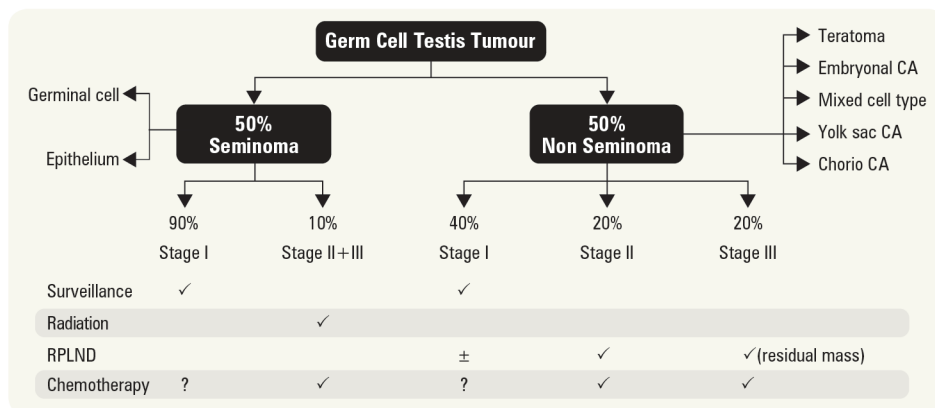 Germ Cell Testis Tumour
Germinal cell
Epithelium
50%
Seminoma
50%
Non Seminoma
Teratoma
Embryonal CA
Mixed cell type
Yolk sac CA
Chorio CA
90% 10% 40% 20% 20%
Stage I Stage II+III Stage I Stage II Stage III
Surveillance ✓ ✓
Radiation ✓
RPLND ± ✓ ✓(residual mass)
Chemotherapy ? ✓ ? ✓ ✓